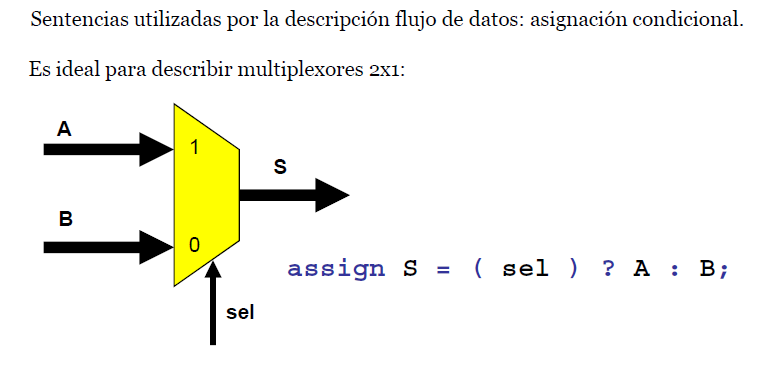 Sentencias utilizadas por la descripción flujo de datos: asignación condicional.
Es ideal para describir multiplexores 2x1:
A
1
S
B
0
assign S = ( sel ) ? A : B;
sel